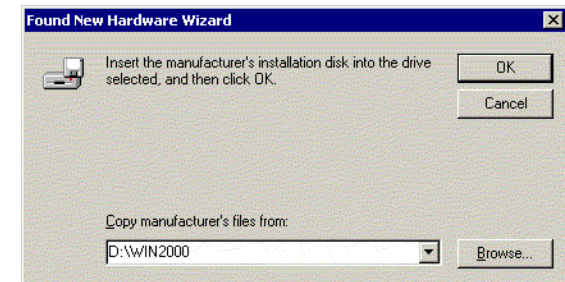 Found New Hardware Wizard
Insert the manufacturer's installation disk into the drive
selected, and then click OK.
OK
Cancel
Copy manufacturer's files from:
D:\WIN2000
Browse...